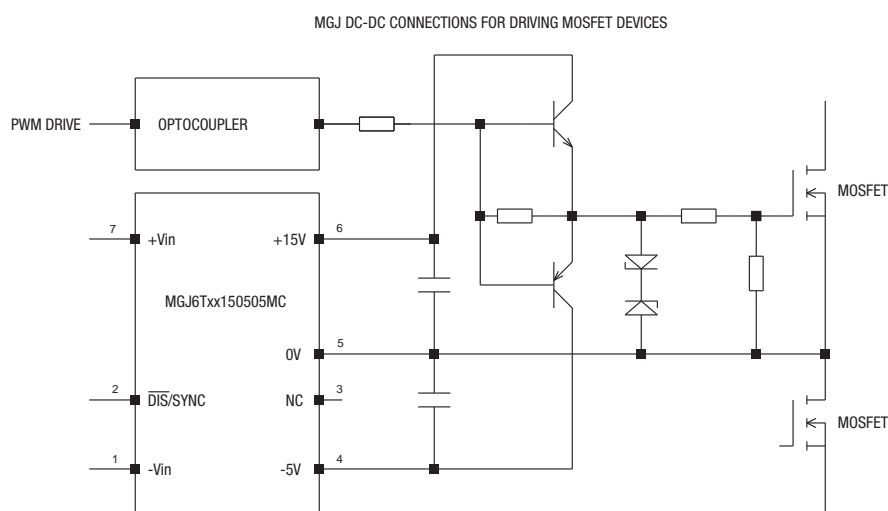 MGJ DC-DC CONNECTIONS FOR DRIVING MOSFET DEVICES
PWM DRIVE
OPTOCOUPLER
MOSFET
7
+Vin
+15V
6
MGJ6Txx150505MC
0V
5
2
DIS/SYNC
NC
3
MOSFET
1
-Vin
-5V
4